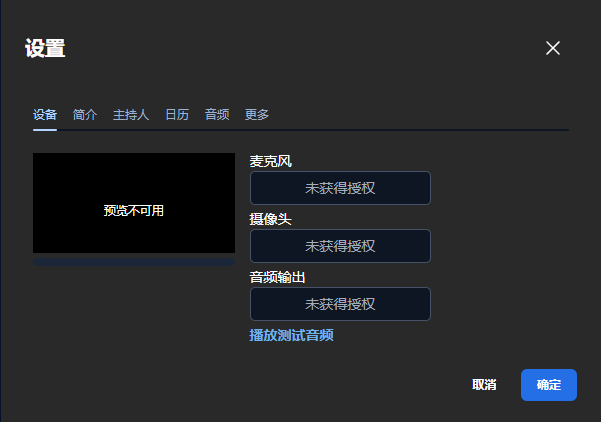 设置
设备 简介 主持人 日历 音频 更多
预览不可用
麦克风
未获得授权
摄像头
未获得授权
音频输出
未获得授权
播放测试音频
取消 确定